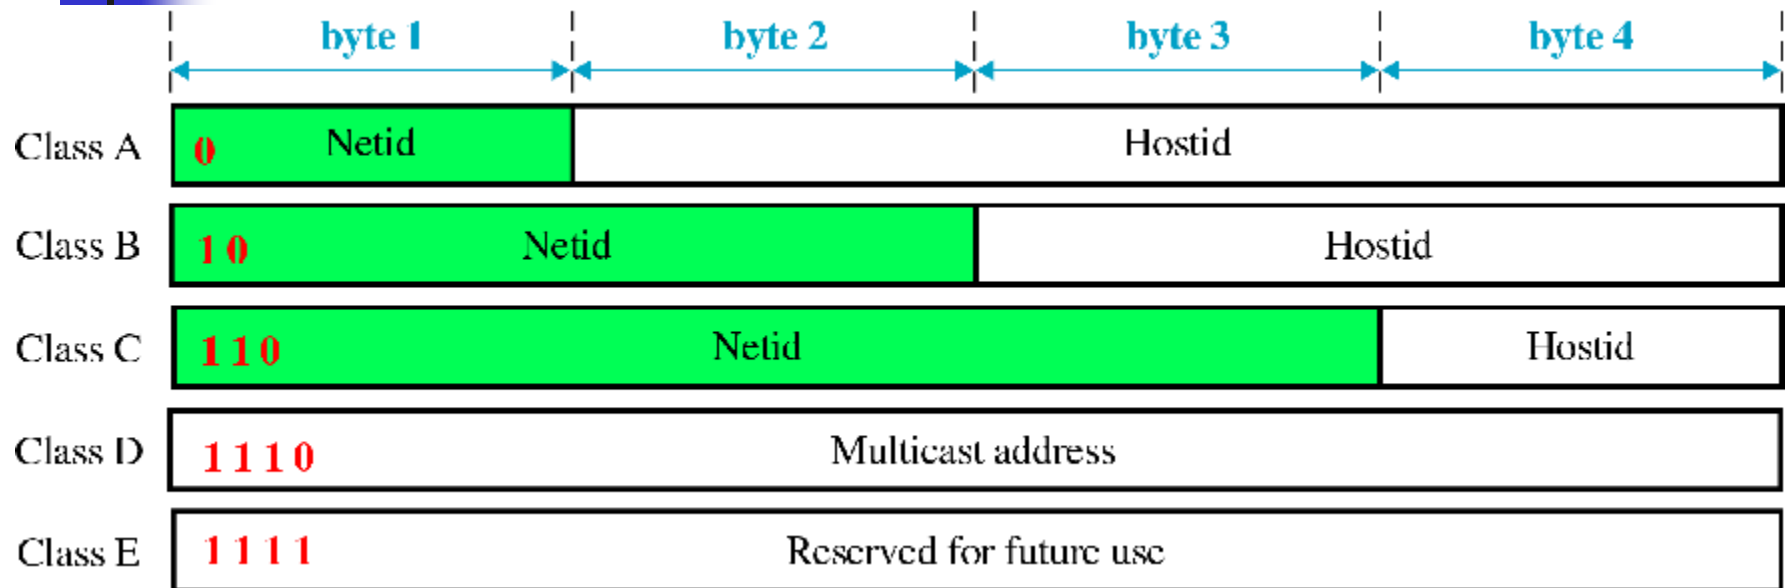 byte 1 byte 2 byte 3 byte 4
Class A 0 Netid Hostid
Class B 1 0 Netid Hostid
Class C 1 1 0 Netid Hostid
Class D 1 1 1 0 Multicast address
Class E 1 1 1 1 Reserved for future use